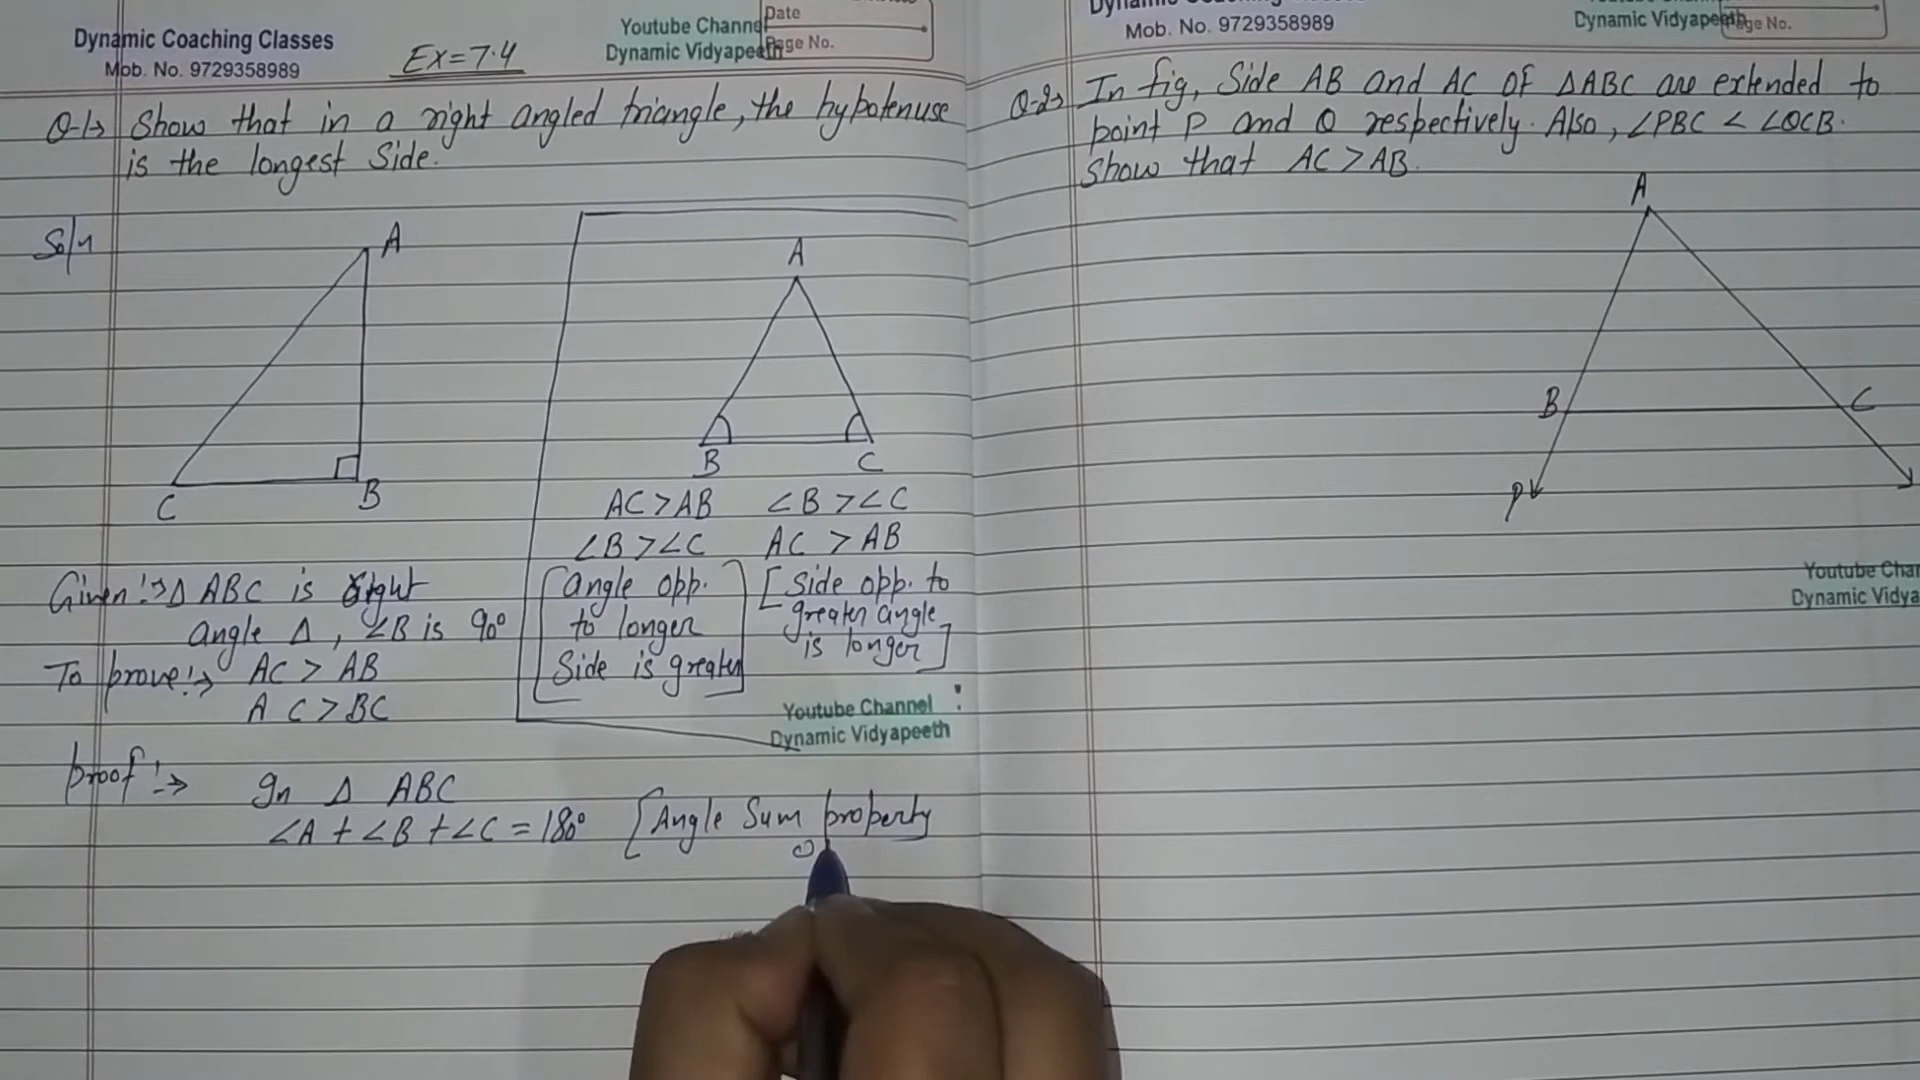 Dynamic Coaching Classes
Mob. No. 9729358989
Ex=7.4
Youtube Channel
Dynamic Vidyapeeth
Date
Page No.
Q-1→ Show that in a right angled triangle, the hypotenuse
is the longest Side.
Soln
A
C
B
A
B
C
AC > AB
∠B > ∠C
∠B > ∠C
AC > AB
[angle opp.
to longer
Side is greater]
[Side opp. to
greater angle
is longer]
Given:→ Δ ABC is right
angle Δ, ∠B is 90°
To prove:→ AC > AB
AC > BC
Youtube Channel :
Dynamic Vidyapeeth
Proof:→ In Δ ABC
∠A + ∠B + ∠C = 180° [Angle Sum property
o
Dynamic
Mob. No. 9729358989
Dynamic Vidyapeeth
Page No.
Q-2→ In fig, Side AB and AC of ΔABC are extended to
point P and Q respectively. Also, ∠PBC < ∠QCB.
Show that AC > AB.
A
B
C
P
Youtube Chan
Dynamic Vidya